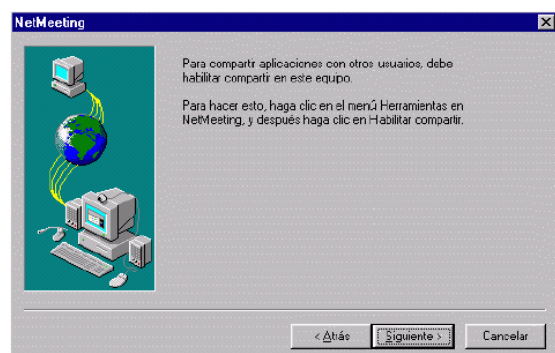 NetMeeting
Para compartir aplicaciones con otros usuarios, debe
habilitar compartir en este equipo.
Para hacer esto, haga clic en el menú Herramientas en
NetMeeting, y después haga clic en Habilitar compartir.
< Atrás
Siguiente >
Cancelar